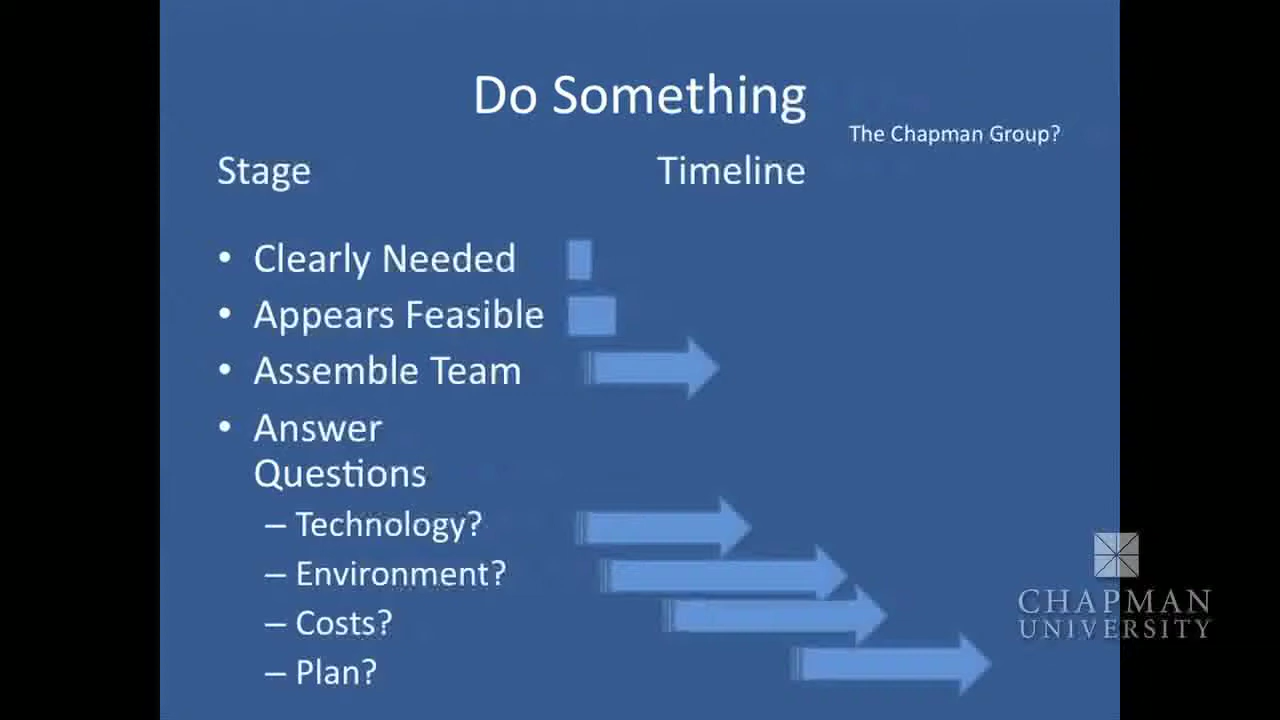 Do Something
The Chapman Group?
Stage
Timeline
• Clearly Needed
• Appears Feasible
• Assemble Team
• Answer
Questions
– Technology?
– Environment?
– Costs?
– Plan?
CHAPMAN
UNIVERSITY